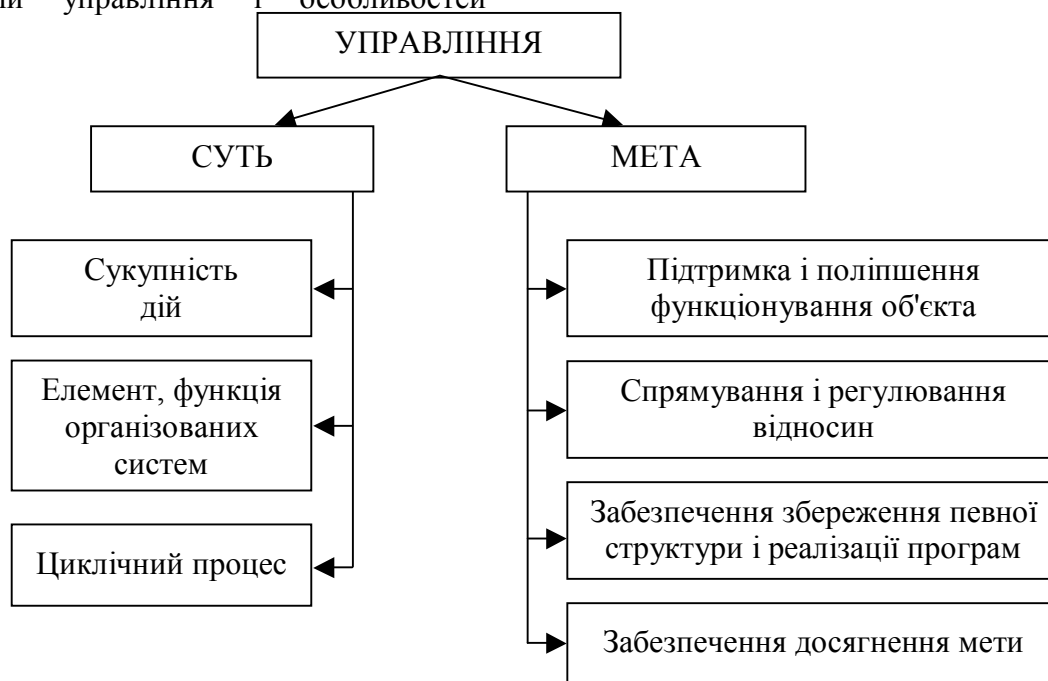 управління і особливостей
УПРАВЛІННЯ
СУТЬ
МЕТА
Сукупність
дій
Елемент, функція
організованих
систем
Циклічний процес
Підтримка і поліпшення
функціонування об'єкта
Спрямування і регулювання
відносин
Забезпечення збереження певної
структури і реалізації програм
Забезпечення досягнення мети